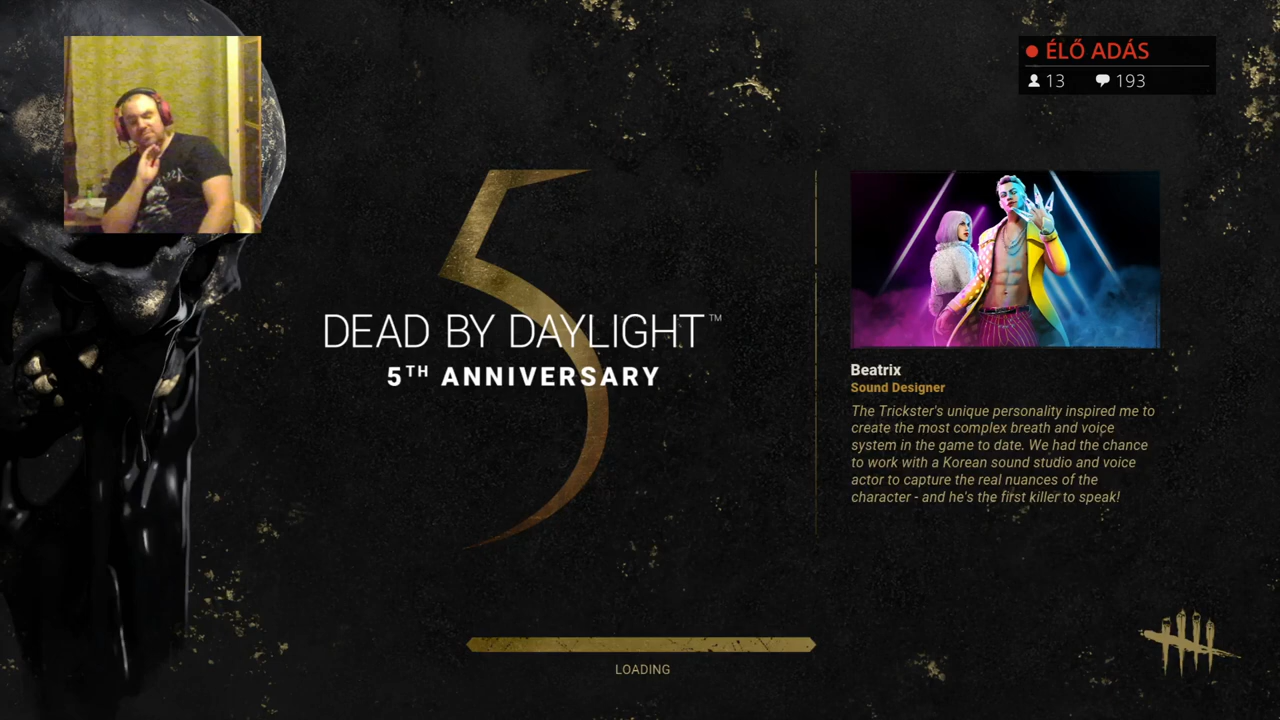 ÉLŐ ADÁS
13 193
DEAD BY DAYLIGHT™
5TH ANNIVERSARY
Beatrix
Sound Designer
The Trickster's unique personality inspired me to
create the most complex breath and voice
system in the game to date. We had the chance
to work with a Korean sound studio and voice
actor to capture the real nuances of the
character - and he's the first killer to speak!
LOADING